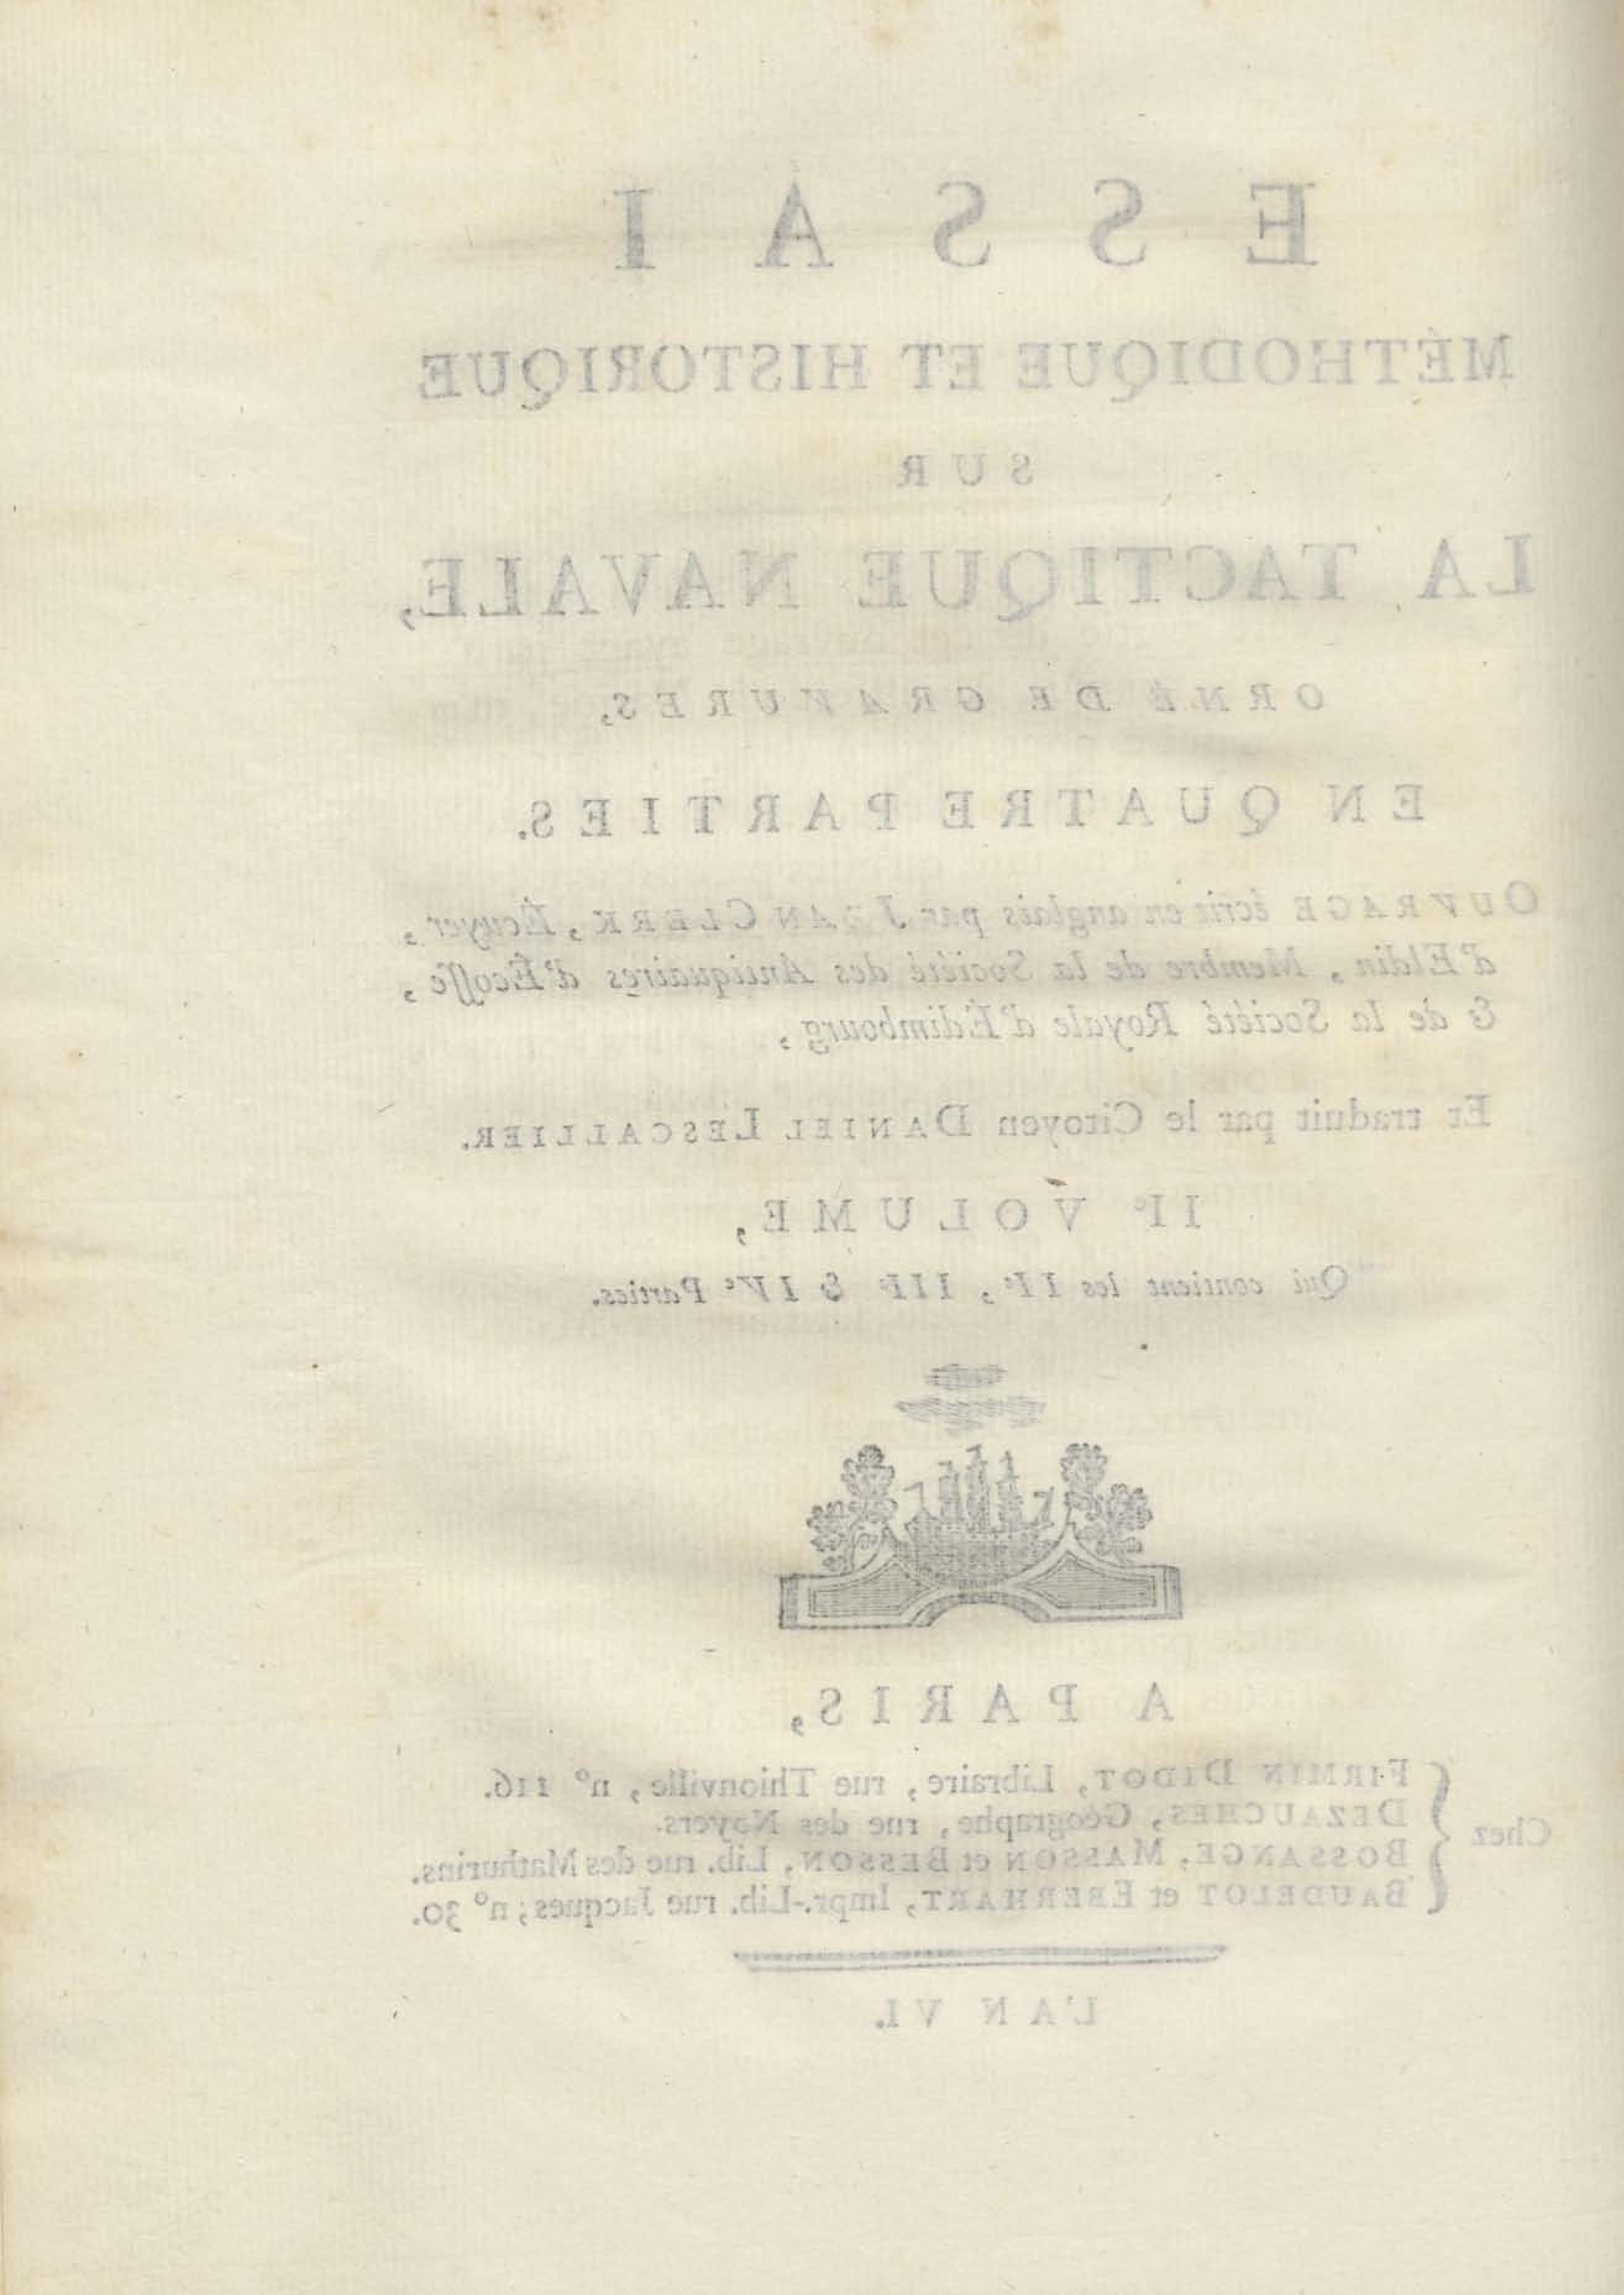 ESSAI
MÉTHODIQUE ET HISTORIQUE
SUR
LA TACTIQUE NAVALE,
ORNÉ DE GRAVURES,
EN QUATRE PARTIES.
OUVRAGE écrit en anglais par JEAN CLERK, Écuyer,
d'Eldin, Membre de la Société des Antiquaires d'Écosse,
& de la Société Royale d'Édimbourg,
Et traduit par le Citoyen DANIEL LESCALLIER.
IIe VOLUME,
Qui contient les IIe, IIIe & IVe Parties.
A PARIS,
Chez
FIRMIN DIDOT, Libraire, rue Thionville, n° 116.
DEZAUCHES, Géographe, rue des Noyers.
BOSSANGE, MASSON et BESSON, Lib. rue des Mathurins.
BAUDELOT et EBERHART, Impr.-Lib. rue Jacques; n° 30.
L'AN VI.